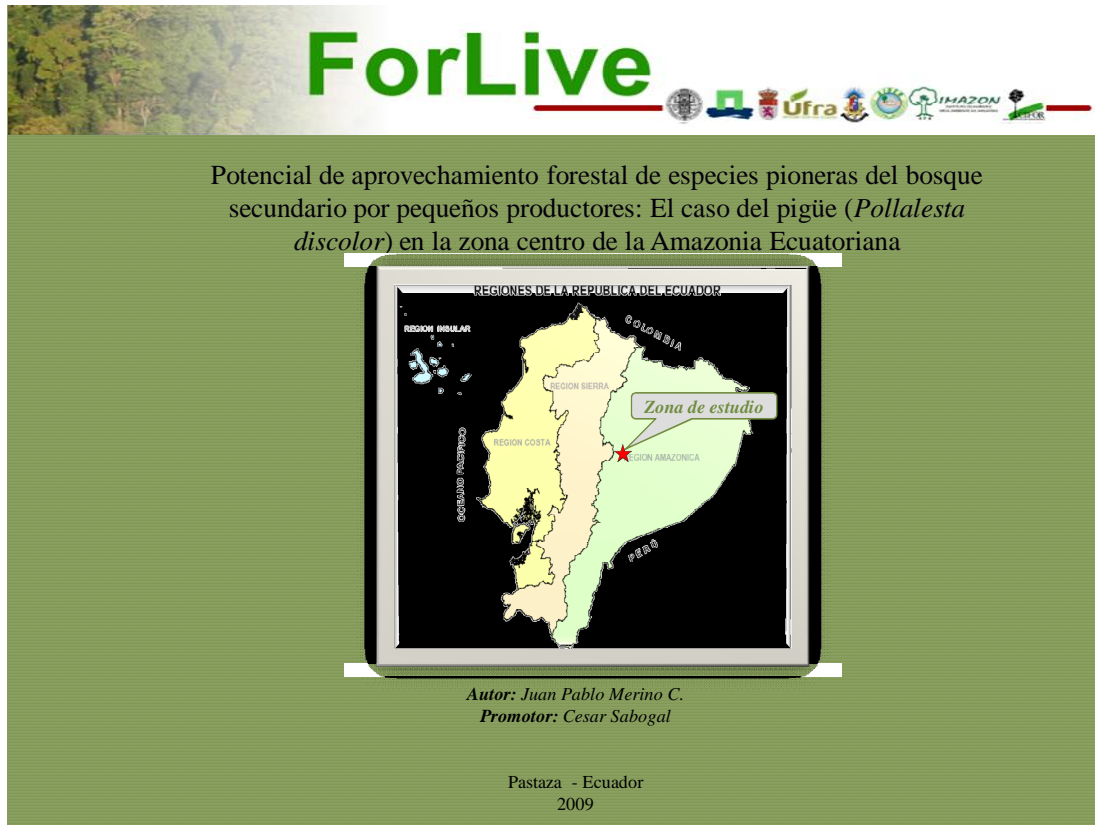 ForLive
Ufra
IMAZON
Potencial de aprovechamiento forestal de especies pioneras del bosque
secundario por pequeños productores: El caso del pigüe (Pollalesta
discolor) en la zona centro de la Amazonia Ecuatoriana
REGIONES DE LA REPUBLICA DEL ECUADOR
REGION INSULAR
COLOMBIA
REGION SIERRA
Zona de estudio
REGION COSTA
EGION AMAZONICA
OCEANO PACIFICO
PERÚ
Autor: Juan Pablo Merino C.
Promotor: Cesar Sabogal
Pastaza - Ecuador
2009